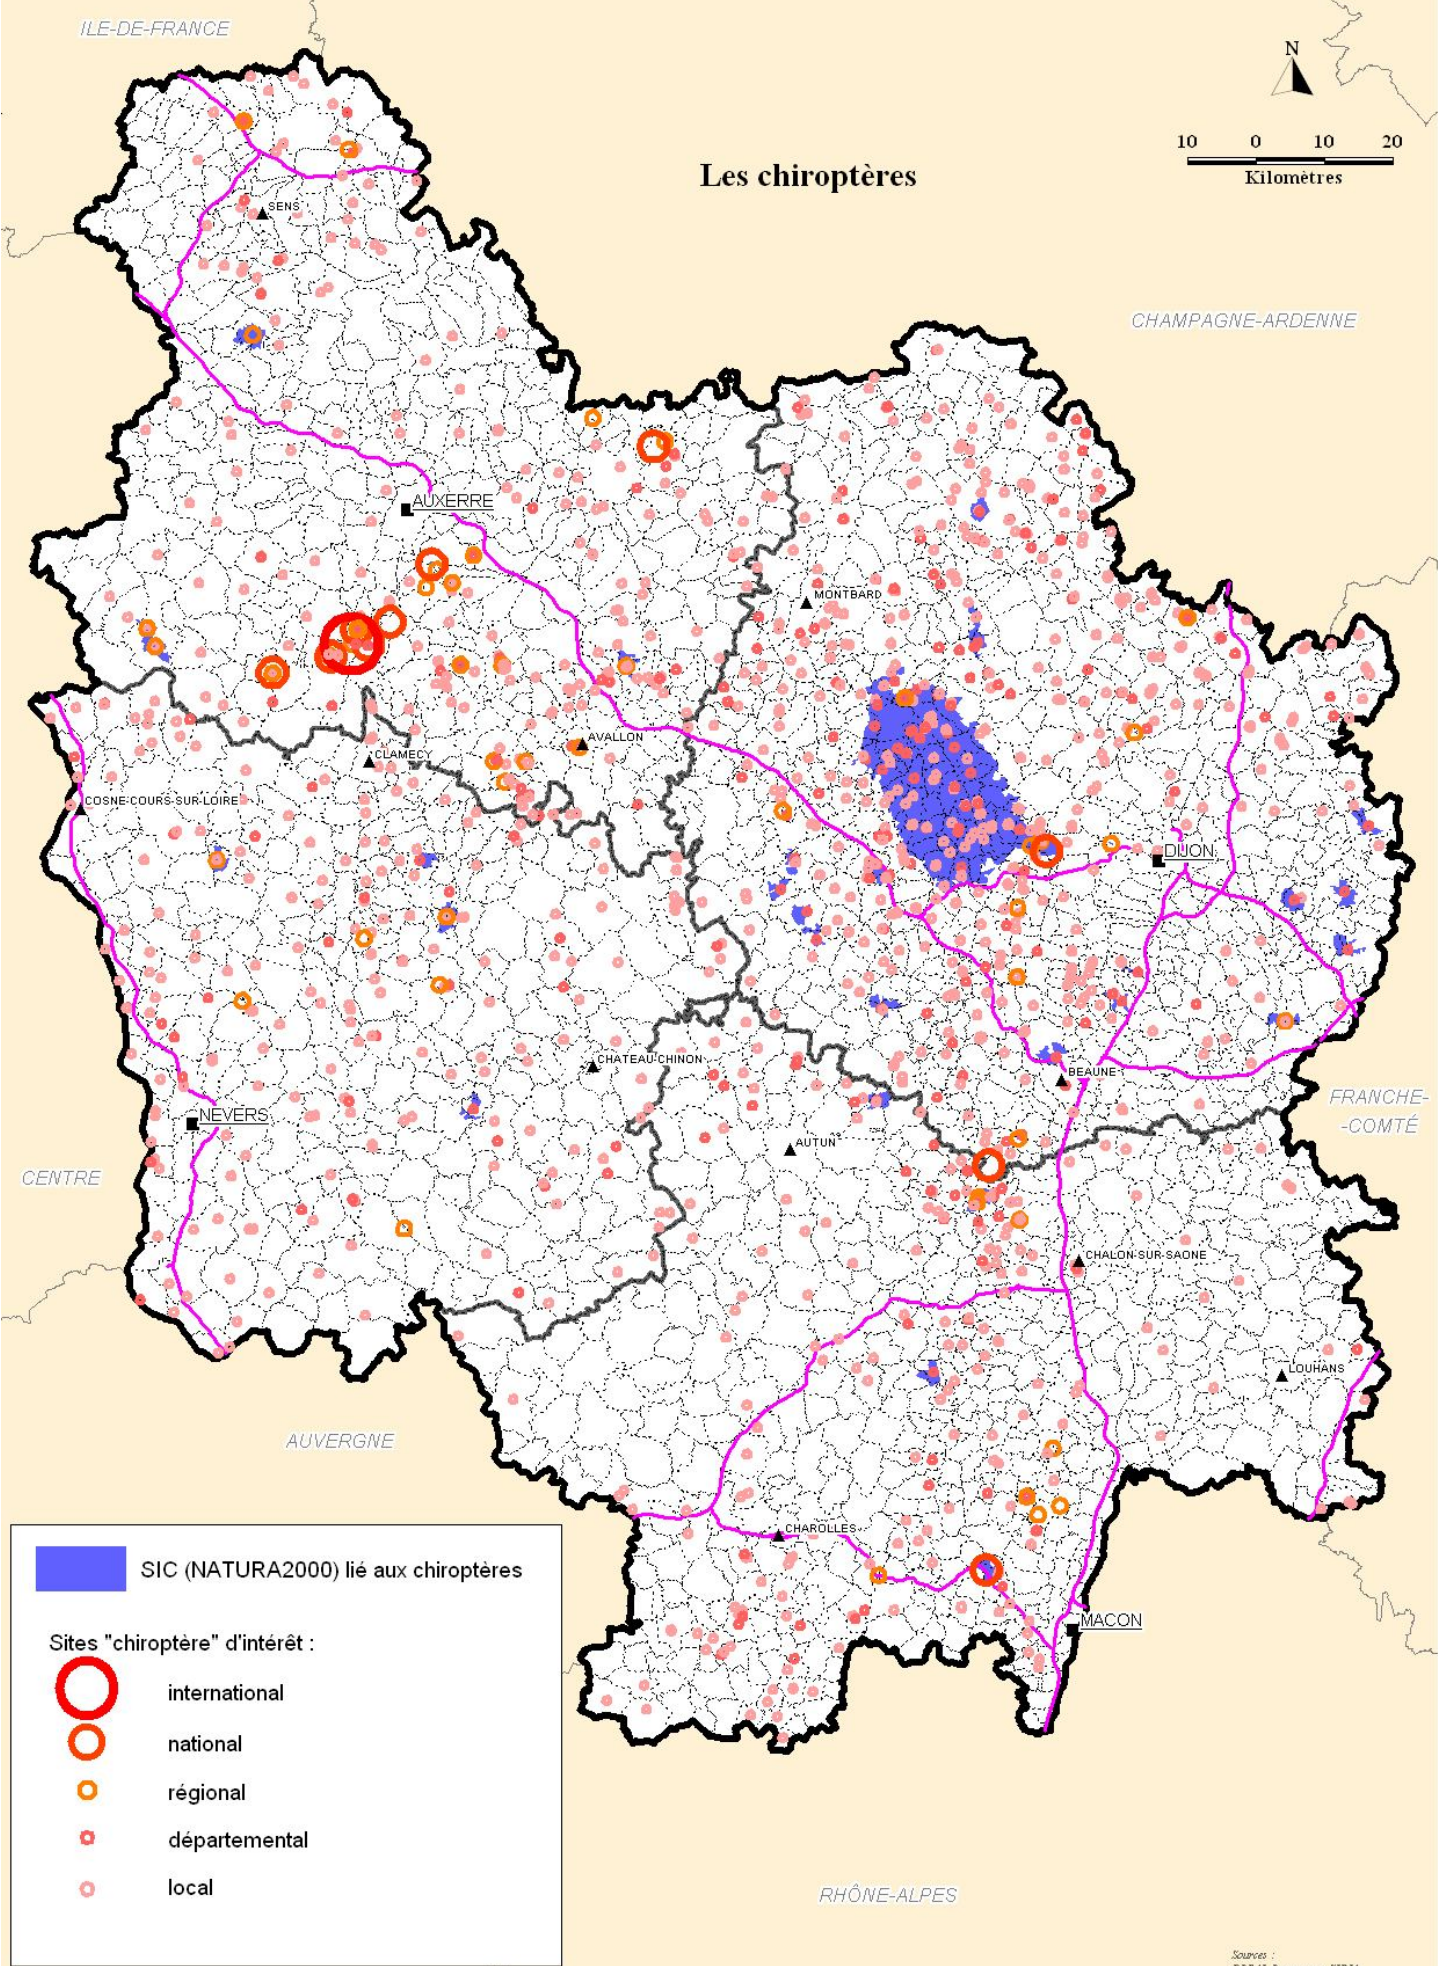 ILE-DE-FRANCE
N
10 0 10 20
Kilomètres
Les chiroptères
SENS
CHAMPAGNE-ARDENNE
AUXERRE
MONTBARD
AVALLON
CLAMECY
COSNE-COURS-SUR-LOIRE
DIJON
CHATEAU-CHINON
BEAUNE
NEVERS
FRANCHE-
-COMTÉ
AUTUN
CENTRE
CHALON-SUR-SAONE
LOUHANS
AUVERGNE
CHAROLLES
SIC (NATURA2000) lié aux chiroptères
MACON
Sites "chiroptère" d'intérêt :
international
national
régional
départemental
local
RHÔNE-ALPES
Sources :